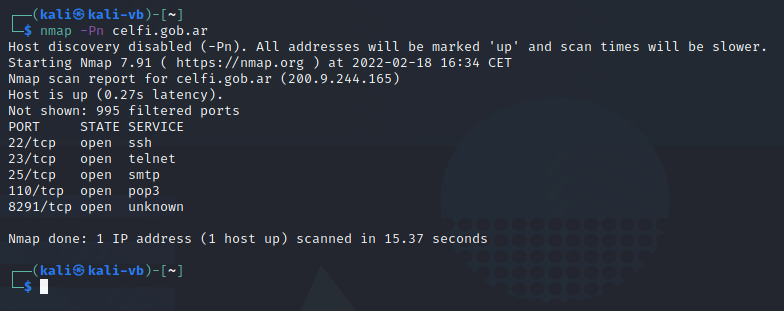 ┌──(kali㉿kali-vb)-[~]
└─$ nmap -Pn celfi.gob.ar
Host discovery disabled (-Pn). All addresses will be marked 'up' and scan times will be slower.
Starting Nmap 7.91 ( https://nmap.org ) at 2022-02-18 16:34 CET
Nmap scan report for celfi.gob.ar (200.9.244.165)
Host is up (0.27s latency).
Not shown: 995 filtered ports
PORT     STATE SERVICE
22/tcp   open  ssh
23/tcp   open  telnet
25/tcp   open  smtp
110/tcp  open  pop3
8291/tcp open  unknown
Nmap done: 1 IP address (1 host up) scanned in 15.37 seconds
┌──(kali㉿kali-vb)-[~]
└─$